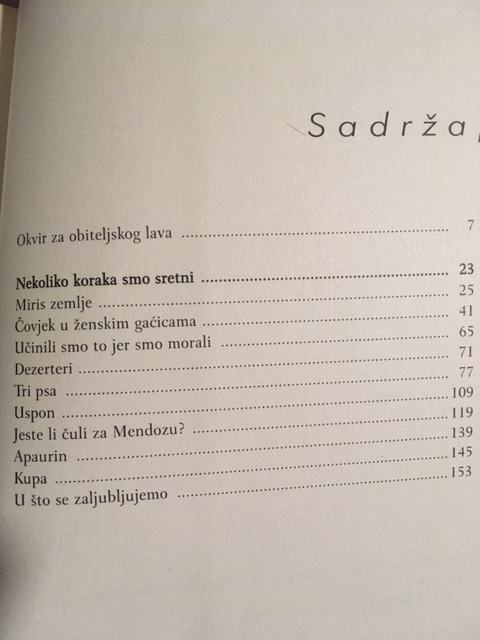 Sadržaj
Okvir za obiteljskog lava ........ 7
Nekoliko koraka smo sretni ........ 23
Miris zemlje ........ 25
Čovjek u ženskim gaćicama ........ 41
Učinili smo to jer smo morali ........ 65
Dezerteri ........ 71
Tri psa ........ 77
Uspon ........ 109
Jeste li čuli za Mendozu? ........ 119
Apaurin ........ 139
Kupa ........ 145
U što se zaljubljujemo ........ 153